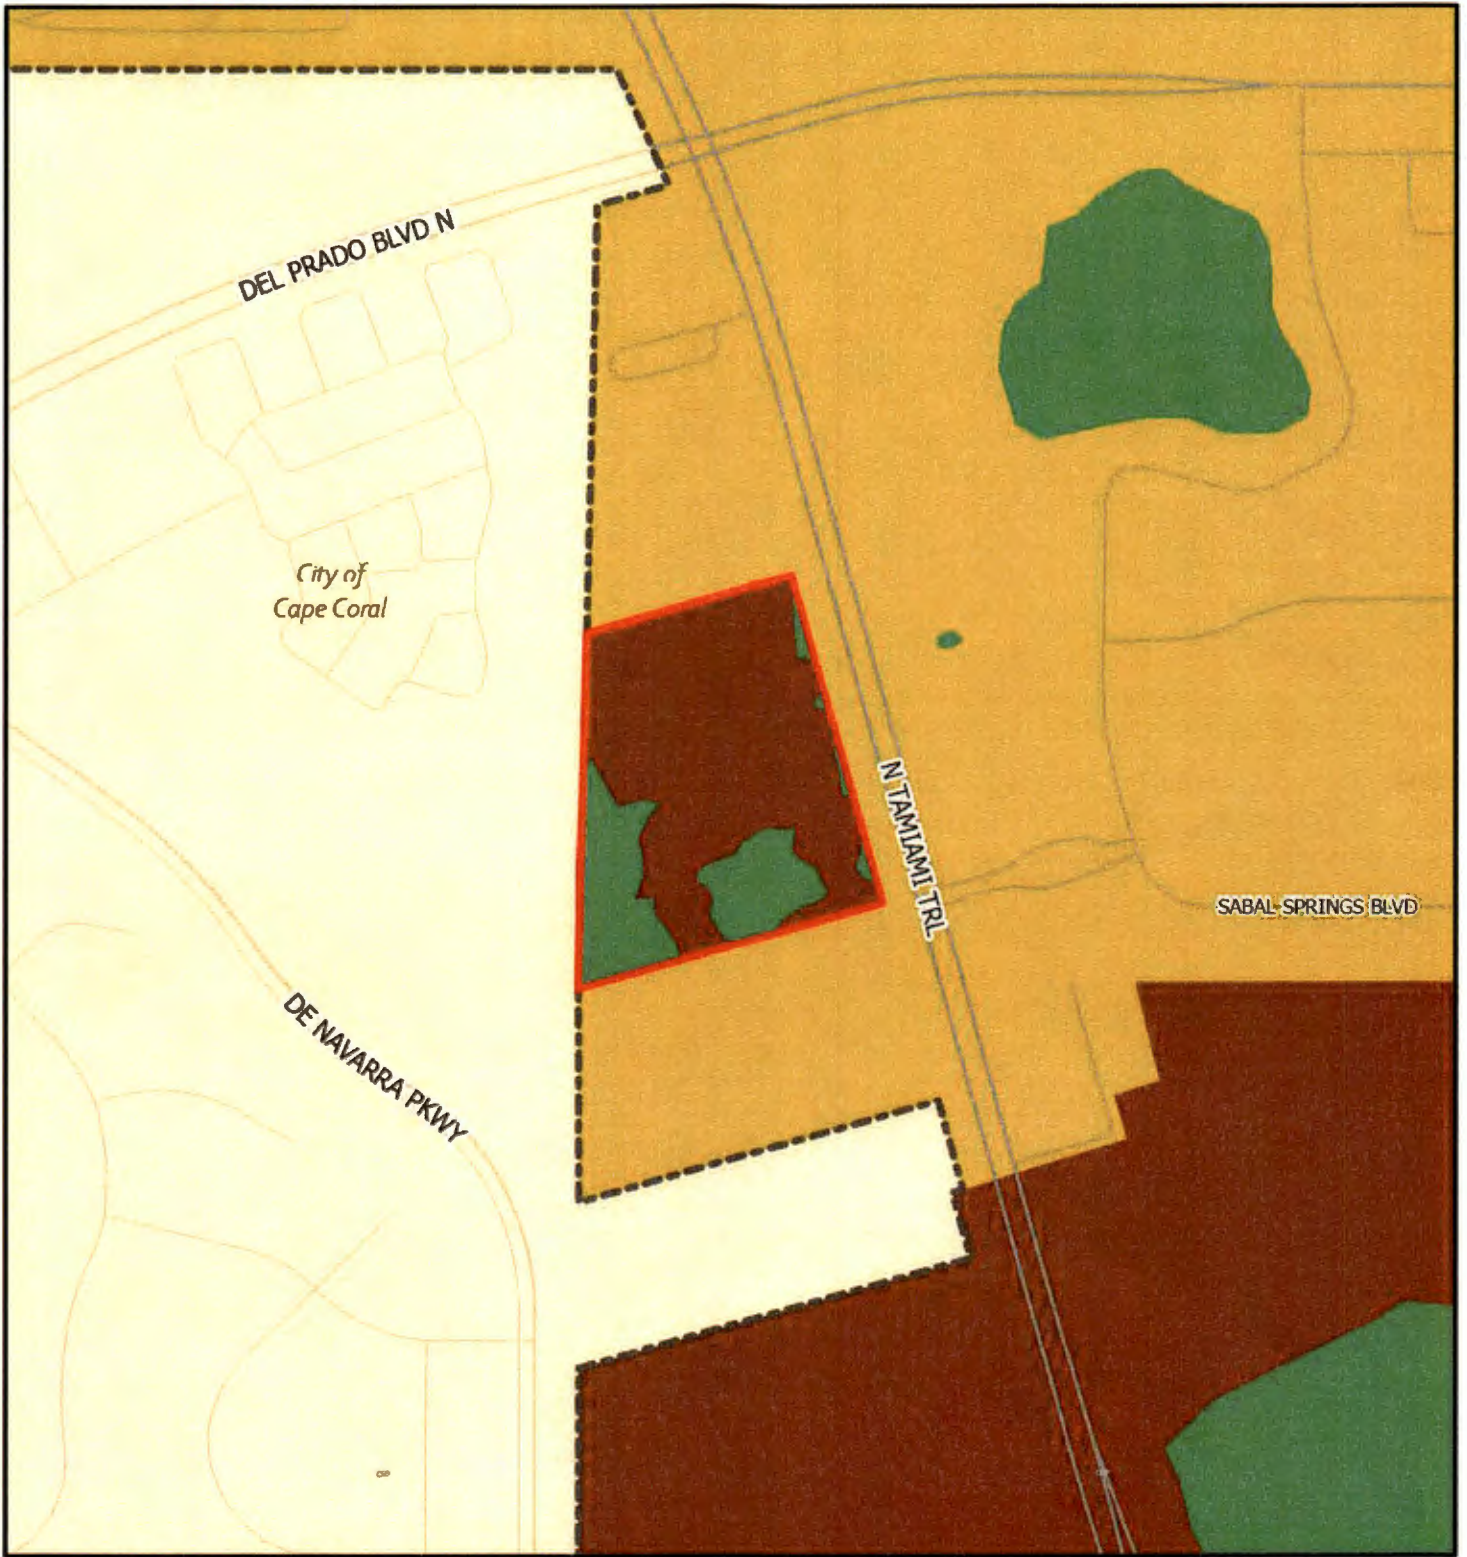 DEL PRADO BLVD N
City of
Cape Coral
N TAMIAMI TRL
SABAL SPRINGS BLVD
DE NAVARRA PKWY